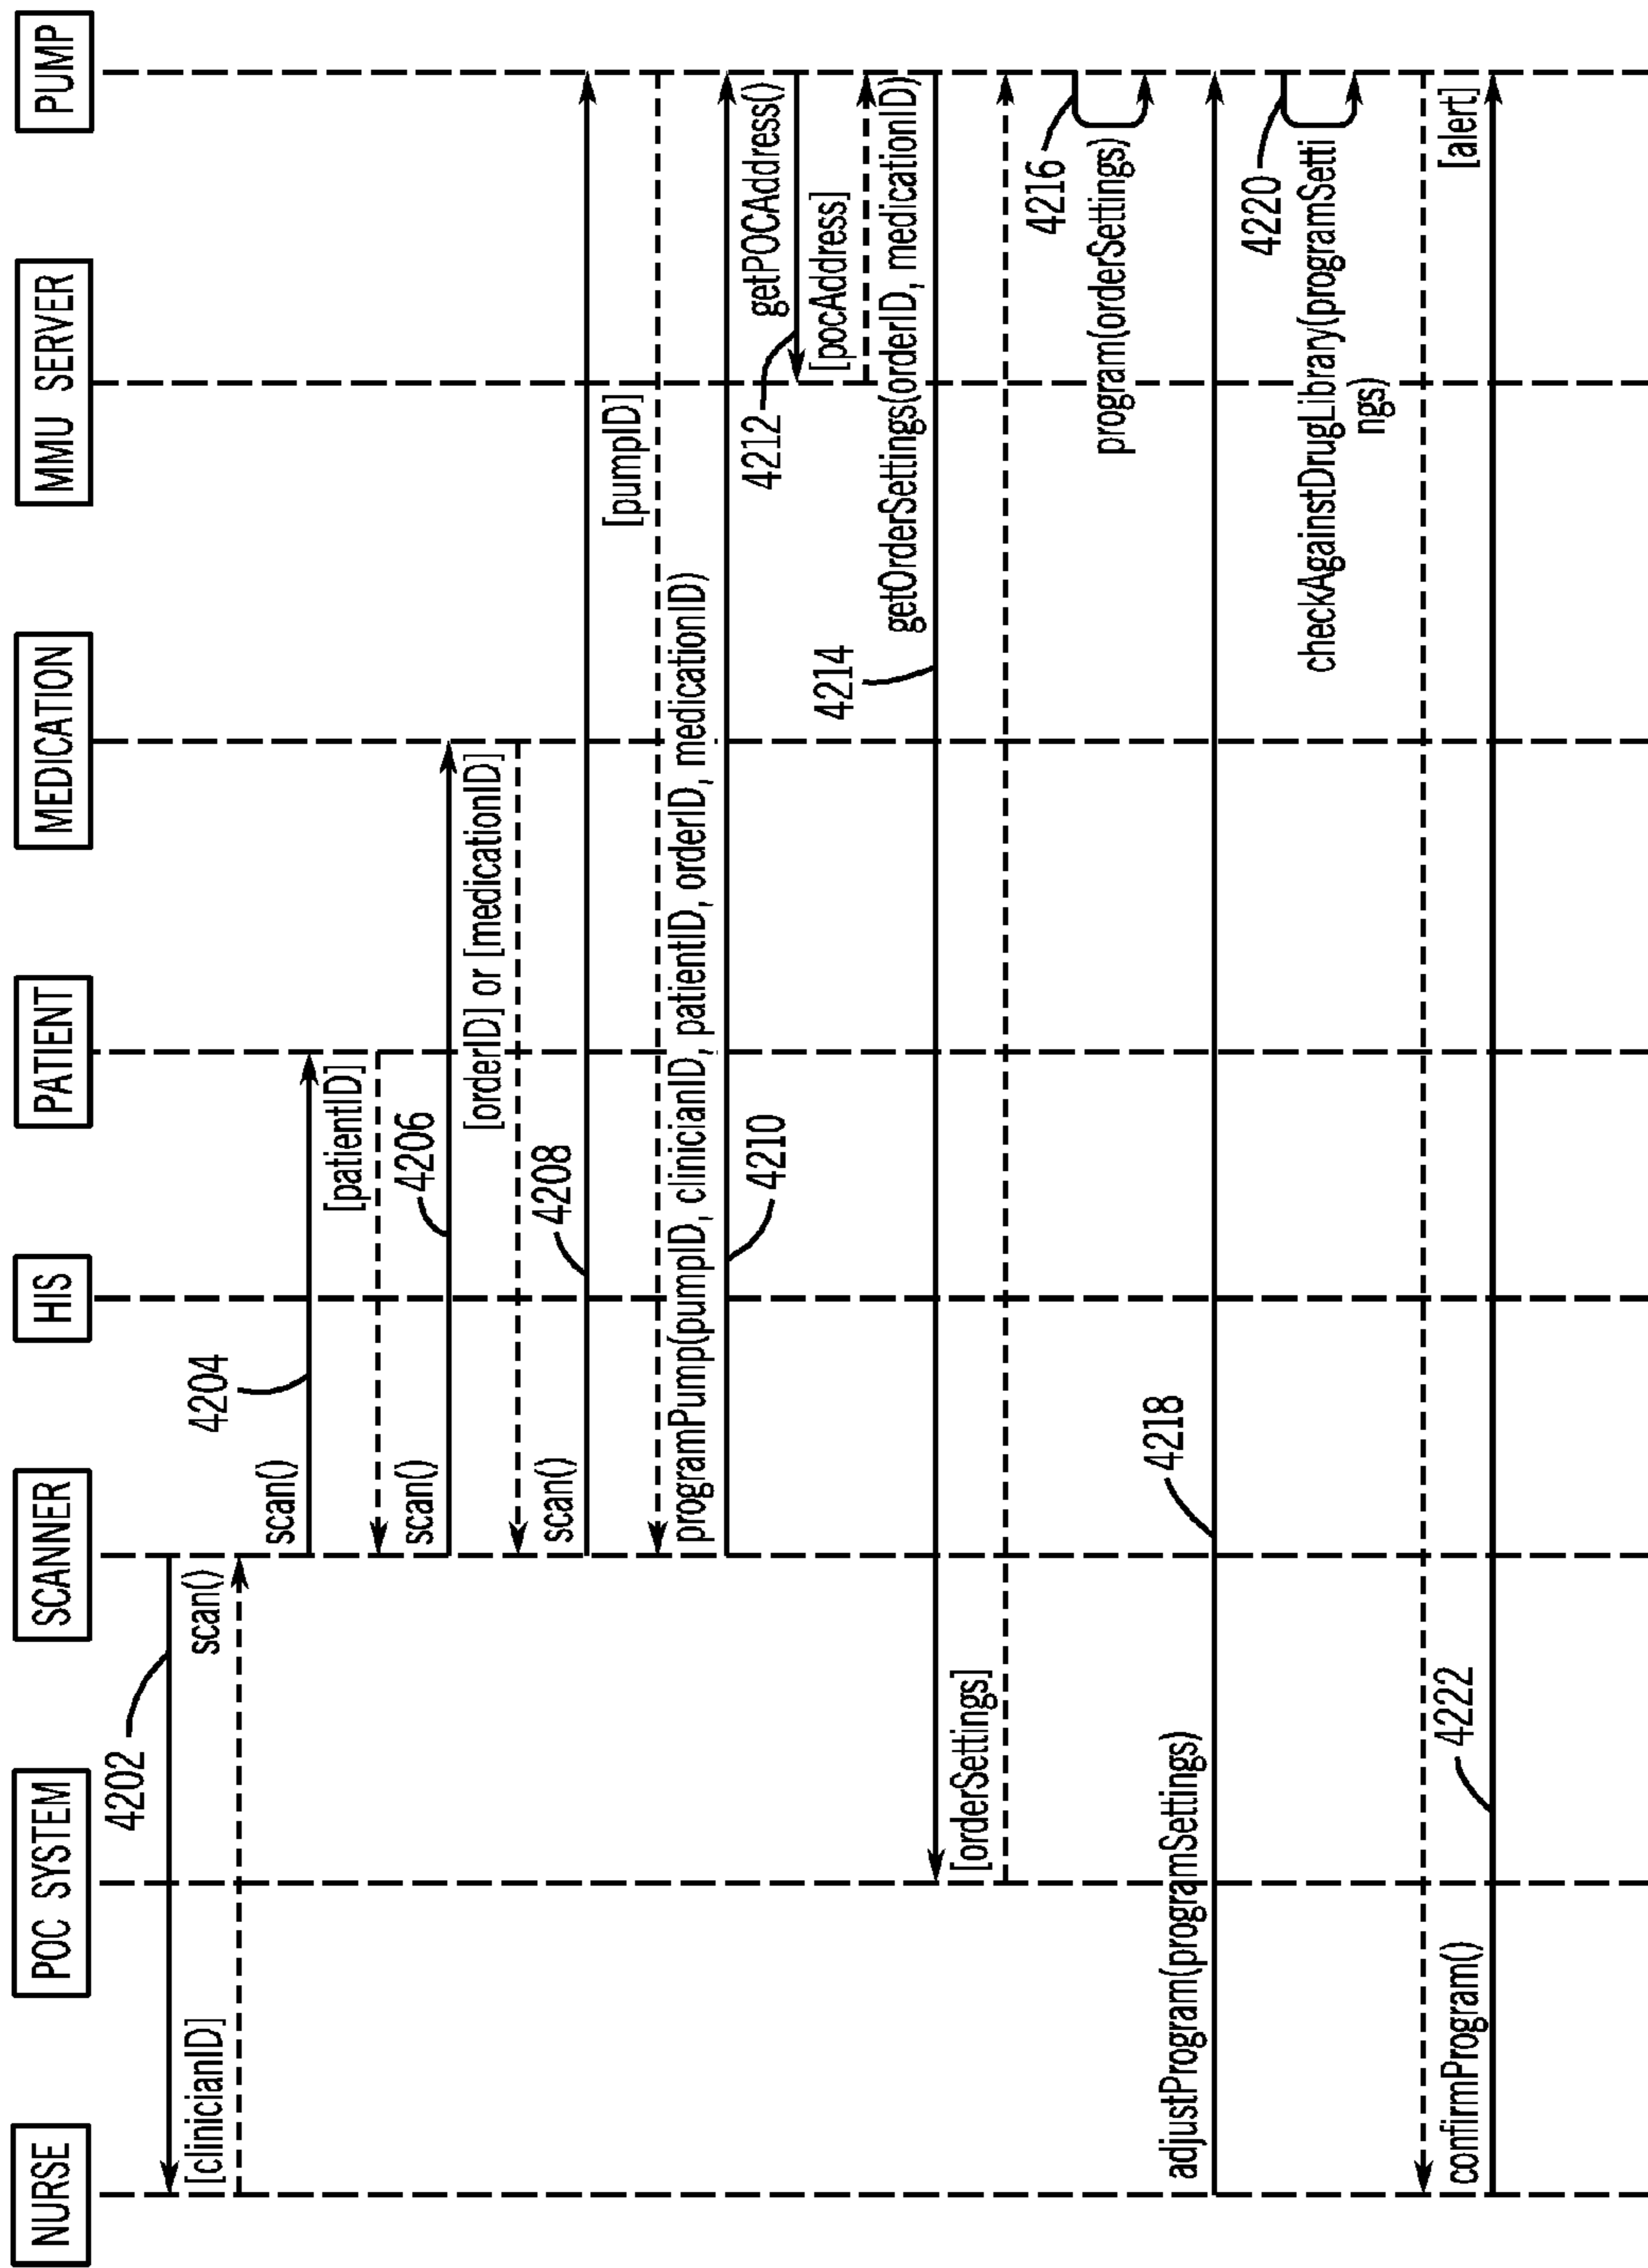 NURSE
POC SYSTEM
SCANNER
HIS
PATIENT
MEDICATION
MMU SERVER
PUMP
4202
[clinicianID]
scan()
4204
scan()
[patientID]
scan()
4206
[orderID] or [medicationID]
scan()
4208
[pumpID]
programPump(pumpID, clinicianID, patientID, orderID, medicationID)
4210
getPOCAddress()
4212
[pocAddress]
4214
getOrderSettings(orderID, medicationID)
[orderSettings]
4216
program(orderSettings)
4218
adjustProgram(programSettings)
4220
checkAgainstDrugLibrary(programSetti
ngs)
[alert]
confirmProgram()
4222